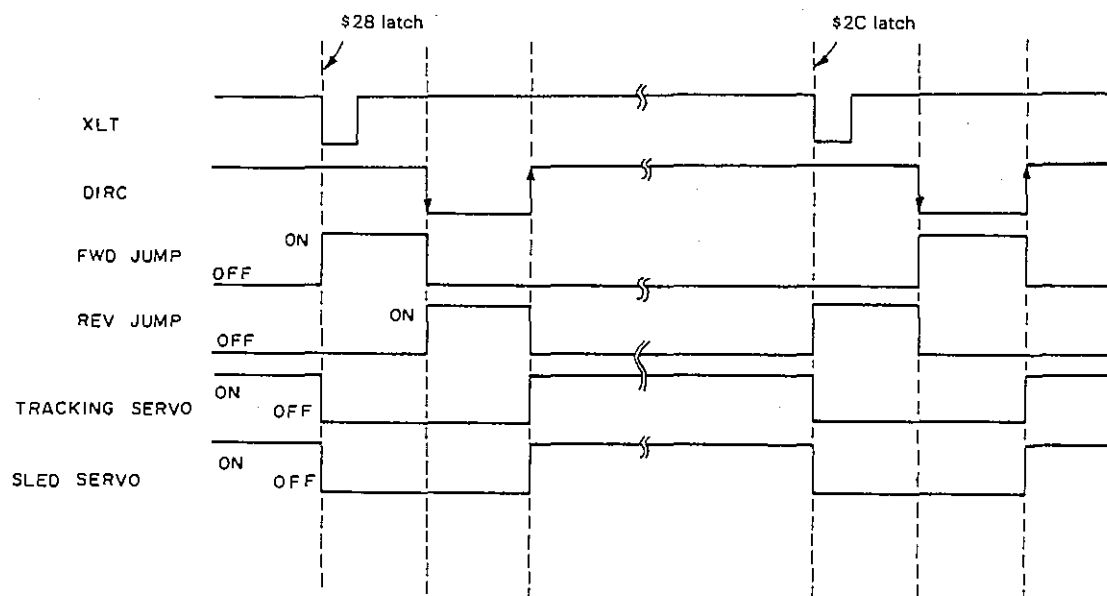 $28 latch
$2C latch
XLT
DIRC
ON
FWD JUMP
OFF
REV JUMP
ON
OFF
ON
TRACKING SERVO
OFF
ON
SLED SERVO
OFF